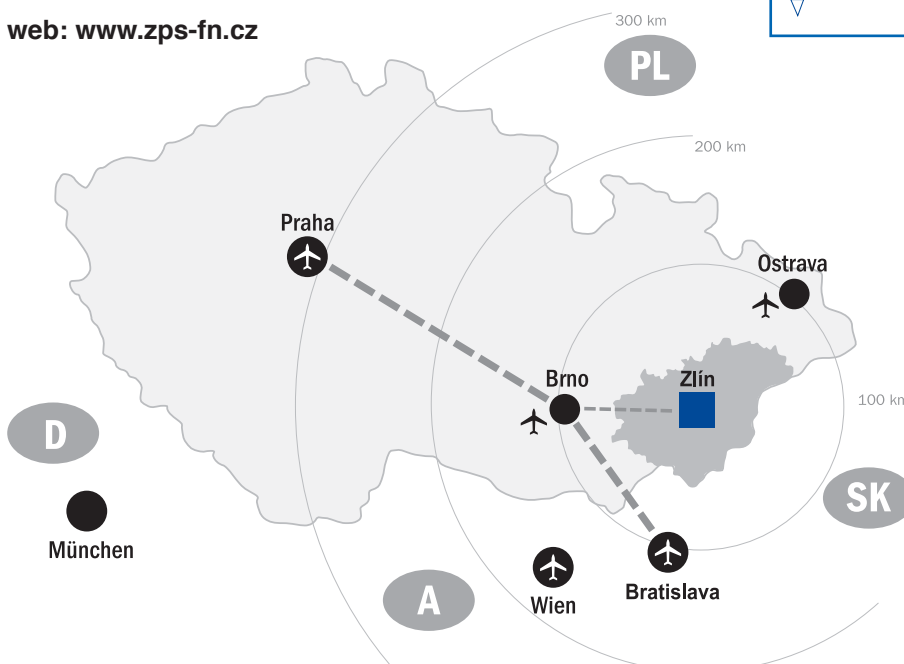 300 km
web: www.zps-fn.cz
PL
200 km
Praha
Ostrava
Brno
Zlín
100 km
D
SK
München
A
Wien
Bratislava